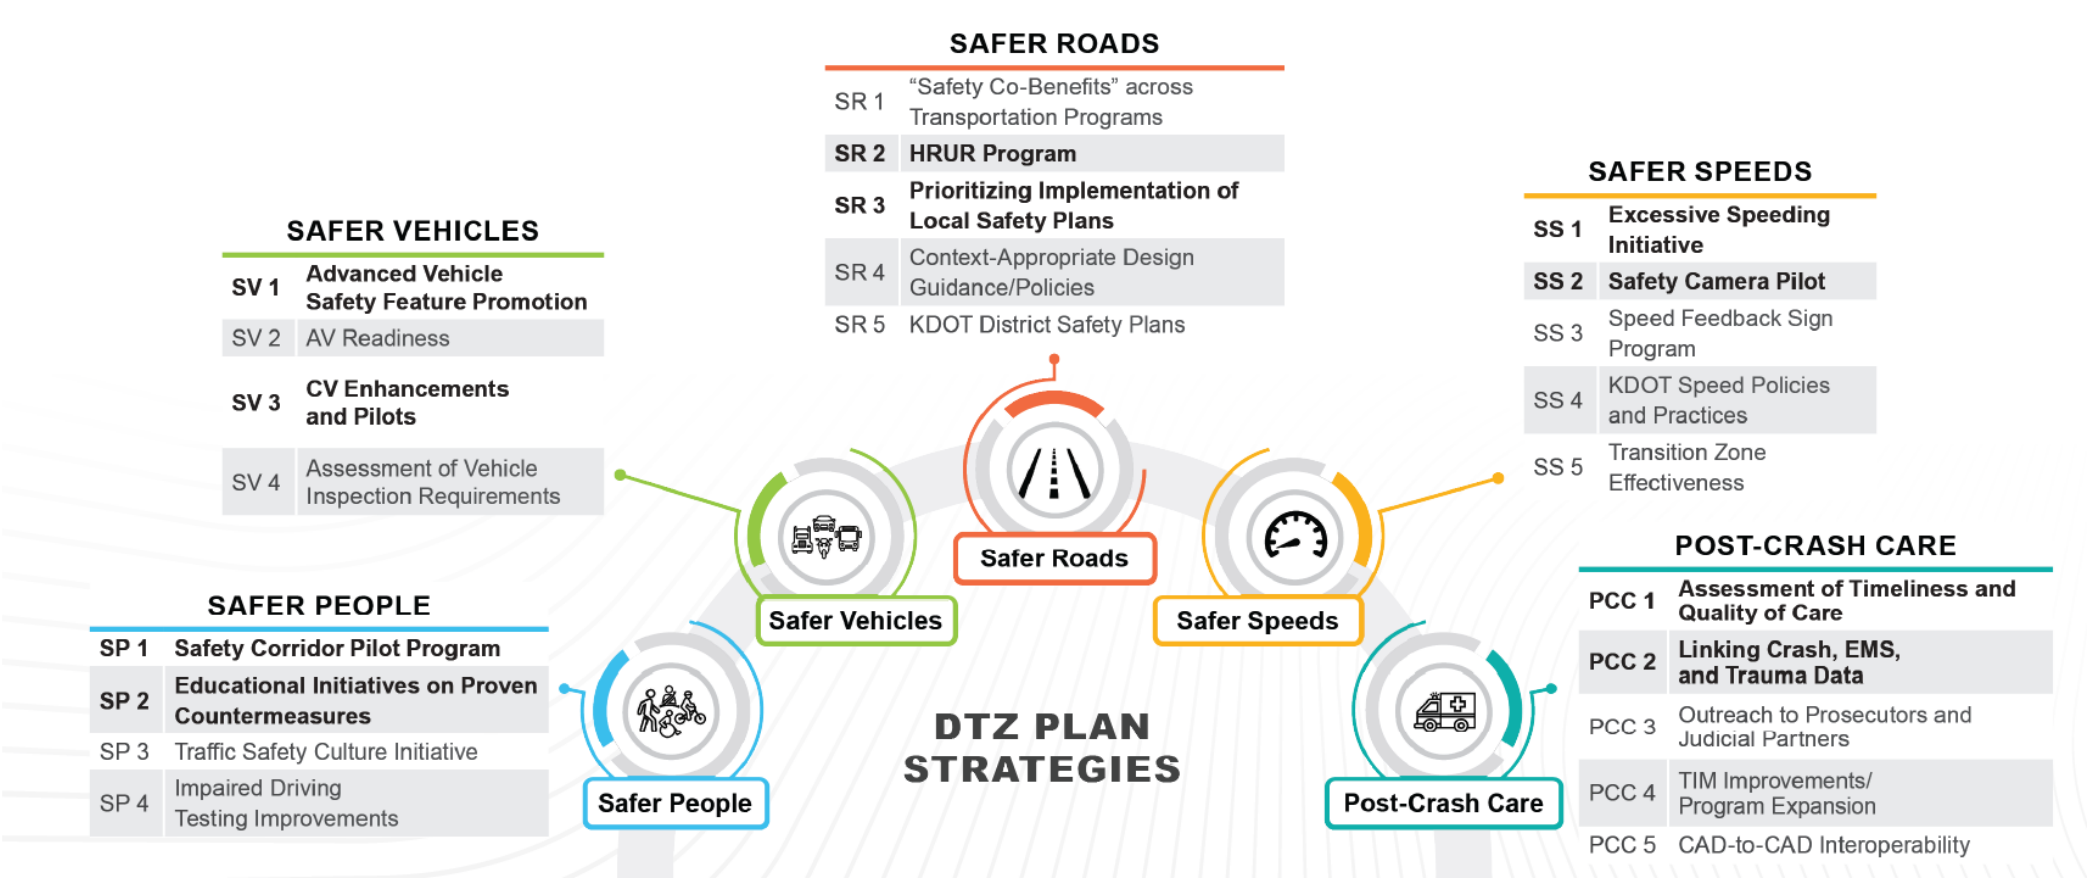 SAFER ROADS
SR 1 “Safety Co-Benefits” across
Transportation Programs
SR 2 HRUR Program
SR 3 Prioritizing Implementation of
Local Safety Plans
SR 4 Context-Appropriate Design
Guidance/Policies
SR 5 KDOT District Safety Plans
SAFER VEHICLES
SV 1 Advanced Vehicle
Safety Feature Promotion
SV 2 AV Readiness
SV 3 CV Enhancements
and Pilots
SV 4 Assessment of Vehicle
Inspection Requirements
SAFER SPEEDS
SS 1 Excessive Speeding
Initiative
SS 2 Safety Camera Pilot
SS 3 Speed Feedback Sign
Program
SS 4 KDOT Speed Policies
and Practices
SS 5 Transition Zone
Effectiveness
SAFER PEOPLE
SP 1 Safety Corridor Pilot Program
SP 2 Educational Initiatives on Proven
Countermeasures
SP 3 Traffic Safety Culture Initiative
SP 4 Impaired Driving
Testing Improvements
POST-CRASH CARE
PCC 1 Assessment of Timeliness and
Quality of Care
PCC 2 Linking Crash, EMS,
and Trauma Data
PCC 3 Outreach to Prosecutors and
Judicial Partners
PCC 4 TIM Improvements/
Program Expansion
PCC 5 CAD-to-CAD Interoperability
Safer People
Safer Vehicles
Safer Roads
Safer Speeds
Post-Crash Care
DTZ PLAN
STRATEGIES